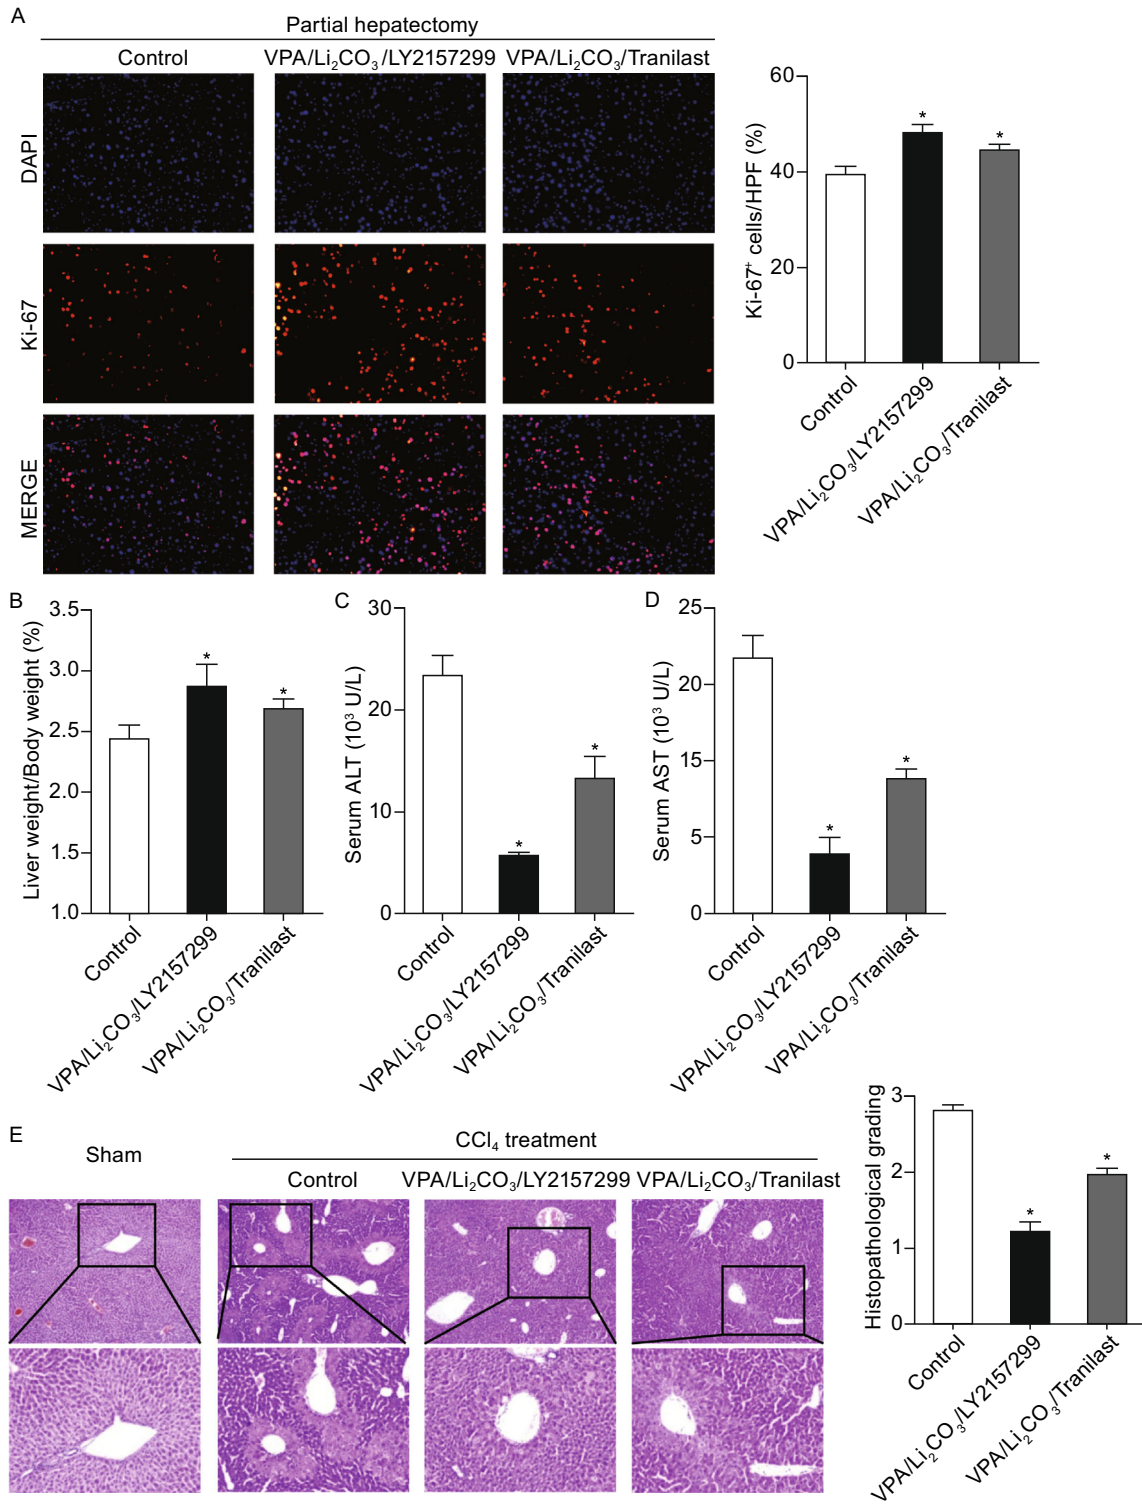 A
Partial hepatectomy
Control
VPA/Li₂CO₃/LY2157299
VPA/Li₂CO₃/Tranilast
DAPI
Ki-67
MERGE
Ki-67⁺ cells/HPF (%)
60
40
20
0
Control
VPA/Li₂CO₃/LY2157299
VPA/Li₂CO₃/Tranilast
*
*
B
Liver weight/Body weight (%)
3.5
3.0
2.5
2.0
1.5
1.0
*
*
Control
VPA/Li₂CO₃/LY2157299
VPA/Li₂CO₃/Tranilast
C
Serum ALT (10³ U/L)
30
20
10
0
*
*
Control
VPA/Li₂CO₃/LY2157299
VPA/Li₂CO₃/Tranilast
D
Serum AST (10³ U/L)
25
20
15
5
0
*
*
Control
VPA/Li₂CO₃/LY2157299
VPA/Li₂CO₃/Tranilast
E
Sham
CCl₄ treatment
Control
VPA/Li₂CO₃/LY2157299
VPA/Li₂CO₃/Tranilast
Histopathological grading
3
2
1
0
*
*
Control
VPA/Li₂CO₃/LY2157299
VPA/Li₂CO₃/Tranilast